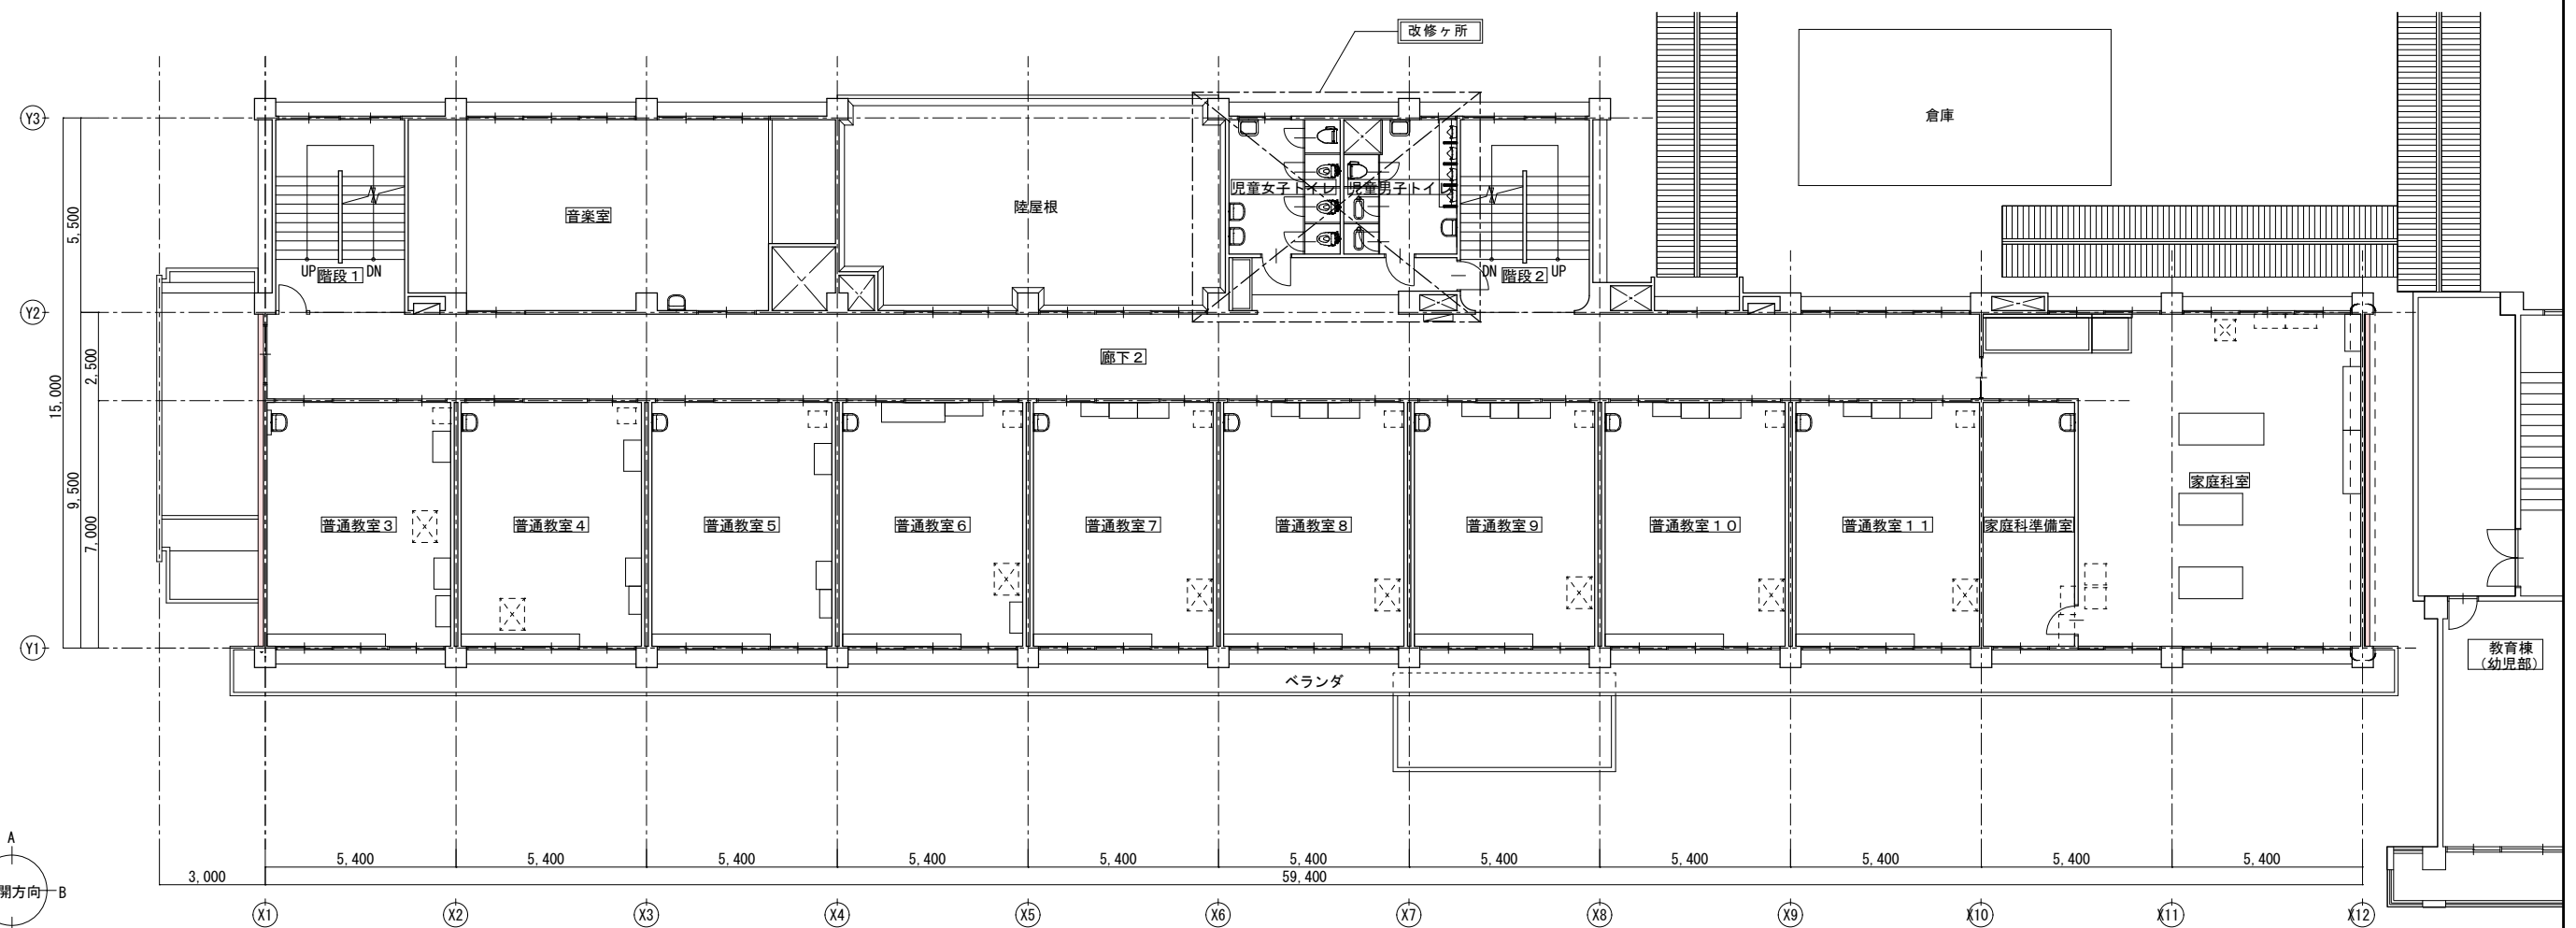 改修ヶ所
Y3
倉庫
児童女子トイレ
児童男子トイレ
陸屋根
音楽室
5,500
UP
階段1
DN
DN
階段2
UP
Y2
廊下2
2,500
15,000
9,500
7,000
家庭科室
普通教室3
普通教室4
普通教室5
普通教室6
普通教室7
普通教室8
普通教室9
普通教室10
普通教室11
家庭科準備室
Y1
教育棟
(幼児部)
ベランダ
A
5,400
5,400
5,400
5,400
5,400
5,400
5,400
5,400
5,400
5,400
5,400
3,000
59,400
開方向
B
X1
X2
X3
X4
X5
X6
X7
X8
X9
X10
X11
X12